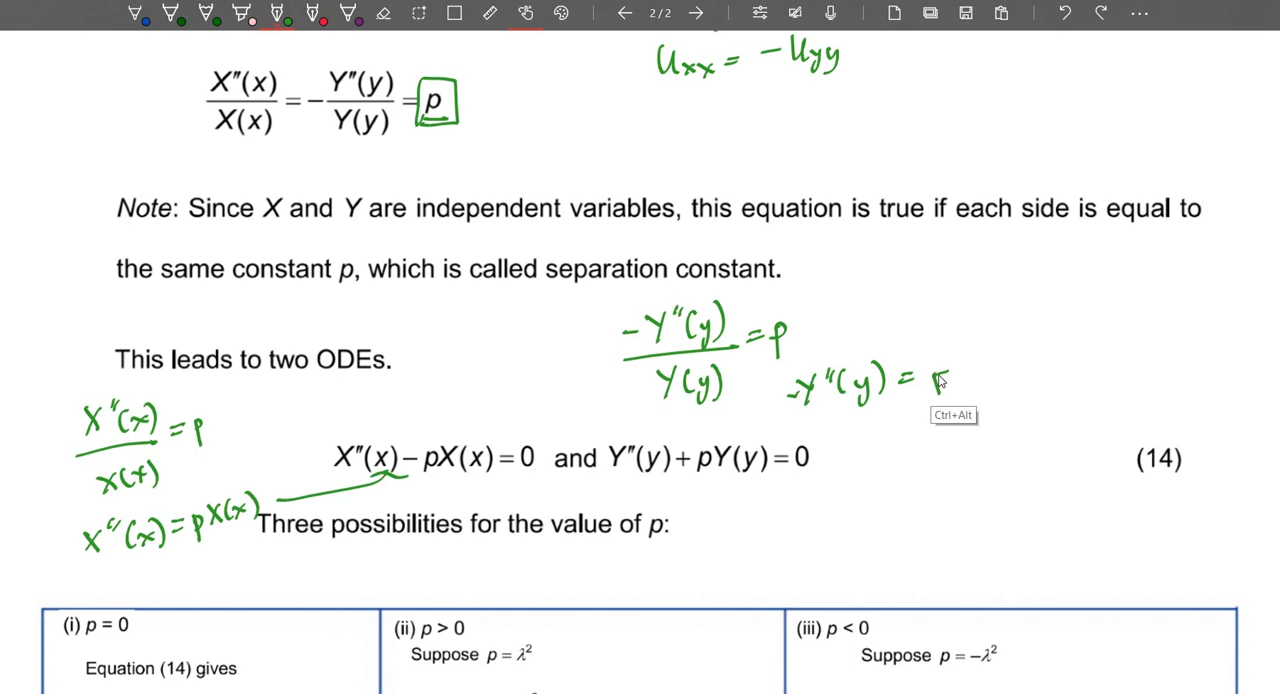 2/2
Uxx = -Uyy
X"(x)/X(x) = -Y"(y)/Y(y) = p
Note: Since X and Y are independent variables, this equation is true if each side is equal to
the same constant p, which is called separation constant.
-Y"(y)/Y(y) = p
This leads to two ODEs.
-Y"(y) =
Ctrl+Alt
X"(x)/X(x) = p
X"(x) - pX(x) = 0 and Y"(y) + pY(y) = 0 (14)
X"(x) = pX(x)
Three possibilities for the value of p:
(i) p = 0
Equation (14) gives
(ii) p > 0
Suppose p = λ²
(iii) p < 0
Suppose p = -λ²